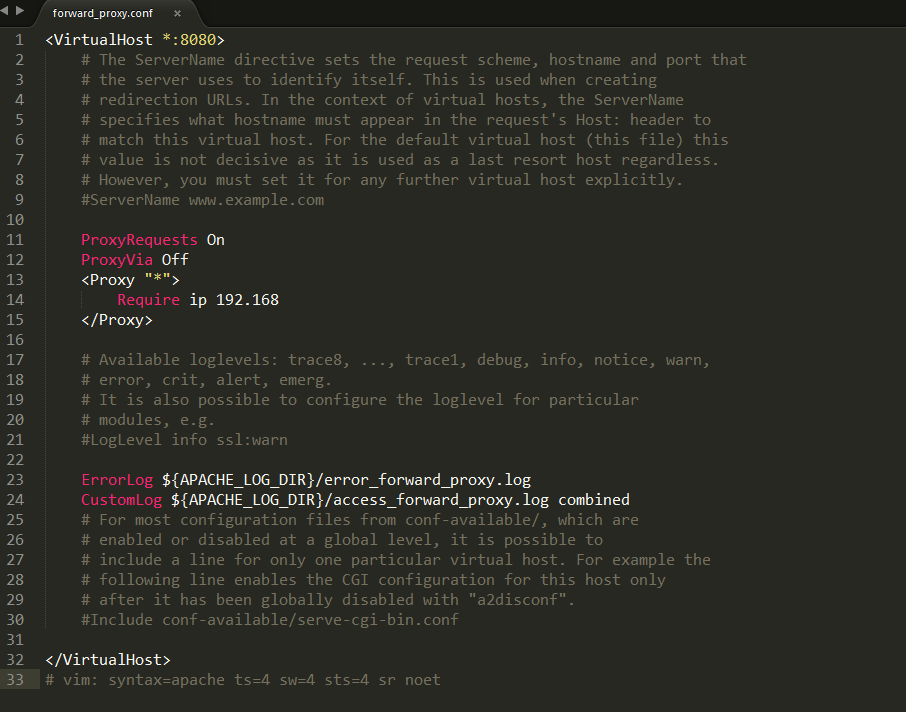 forward_proxy.conf ×
1 <VirtualHost *:8080>
2     # The ServerName directive sets the request scheme, hostname and port that
3     # the server uses to identify itself. This is used when creating
4     # redirection URLs. In the context of virtual hosts, the ServerName
5     # specifies what hostname must appear in the request's Host: header to
6     # match this virtual host. For the default virtual host (this file) this
7     # value is not decisive as it is used as a last resort host regardless.
8     # However, you must set it for any further virtual host explicitly.
9     #ServerName www.example.com
10
11     ProxyRequests On
12     ProxyVia Off
13     <Proxy "*">
14         Require ip 192.168
15     </Proxy>
16
17     # Available loglevels: trace8, ..., trace1, debug, info, notice, warn,
18     # error, crit, alert, emerg.
19     # It is also possible to configure the loglevel for particular
20     # modules, e.g.
21     #LogLevel info ssl:warn
22
23     ErrorLog ${APACHE_LOG_DIR}/error_forward_proxy.log
24     CustomLog ${APACHE_LOG_DIR}/access_forward_proxy.log combined
25     # For most configuration files from conf-available/, which are
26     # enabled or disabled at a global level, it is possible to
27     # include a line for only one particular virtual host. For example the
28     # following line enables the CGI configuration for this host only
29     # after it has been globally disabled with "a2disconf".
30     #Include conf-available/serve-cgi-bin.conf
31
32 </VirtualHost>
33 # vim: syntax=apache ts=4 sw=4 sts=4 sr noet